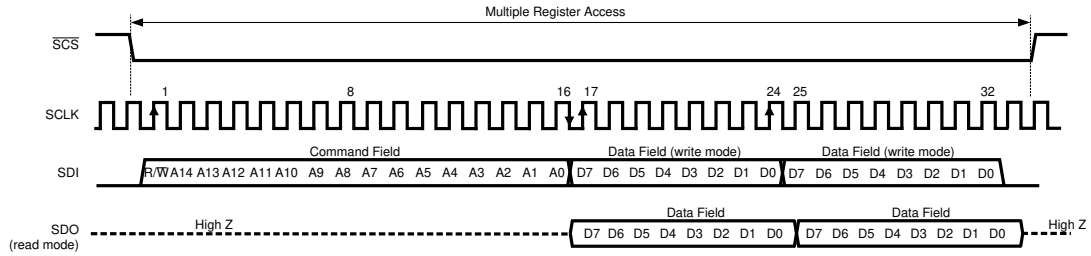 Multiple Register Access
SCS
SCLK
1 8 16 17 24 25 32
Command Field Data Field (write mode) Data Field (write mode)
SDI
R/W A14 A13 A12 A11 A10 A9 A8 A7 A6 A5 A4 A3 A2 A1 A0 D7 D6 D5 D4 D3 D2 D1 D0 D7 D6 D5 D4 D3 D2 D1 D0
Data Field Data Field
SDO
(read mode)
High Z D7 D6 D5 D4 D3 D2 D1 D0 D7 D6 D5 D4 D3 D2 D1 D0 High Z